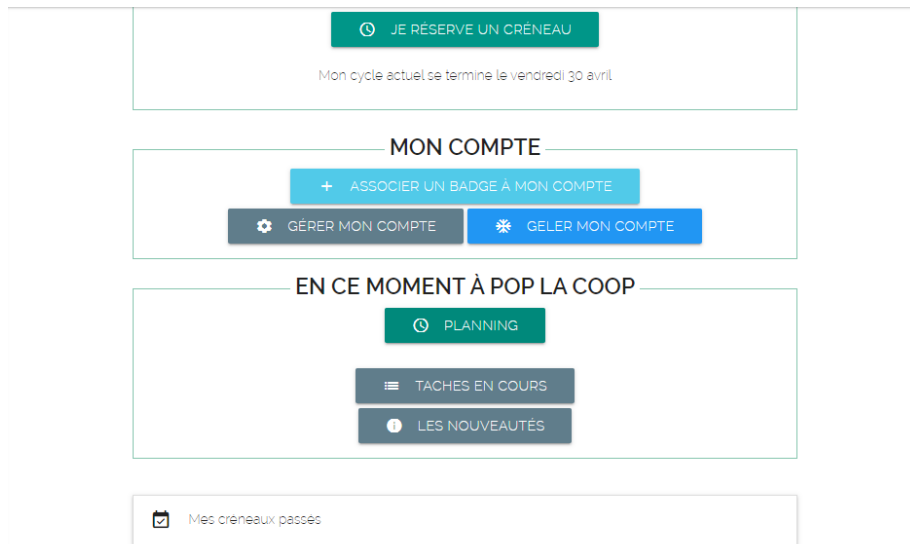 JE RÉSERVE UN CRÉNEAU
Mon cycle actuel se termine le vendredi 30 avril
MON COMPTE
ASSOCIER UN BADGE À MON COMPTE
GÉRER MON COMPTE
GELER MON COMPTE
EN CE MOMENT À POP LA COOP
PLANNING
TACHES EN COURS
LES NOUVEAUTÉS
Mes créneaux passés